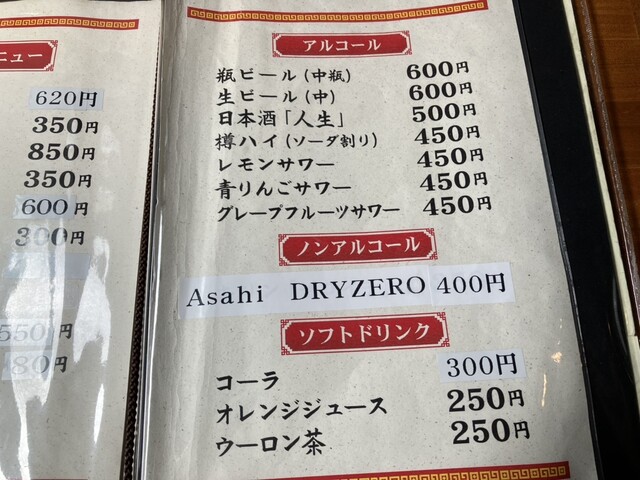 ニュー
620円
350円
850円
350円
600円
300円
550円
80円
アルコール
瓶ビール(中瓶) 600円
生ビール(中) 600円
日本酒「人生」 500円
樽ハイ(ソーダ割り) 450円
レモンサワー 450円
青りんごサワー 450円
グレープフルーツサワー 450円
ノンアルコール
Asahi DRYZERO 400円
ソフトドリンク
コーラ 300円
オレンジジュース 250円
ウーロン茶 250円